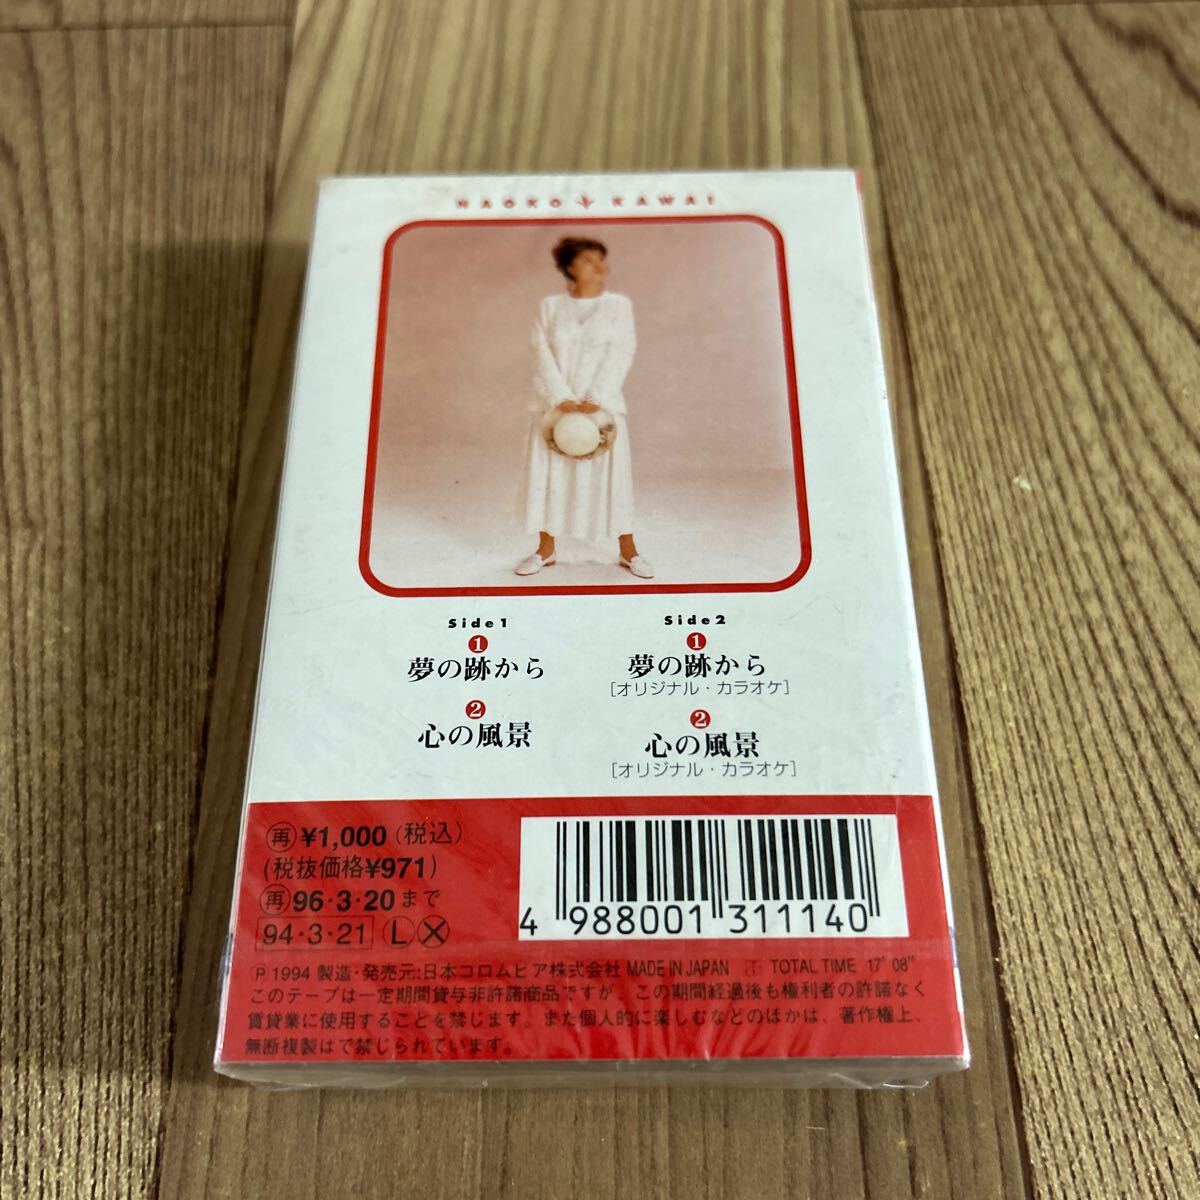 NAOKO KAWAI
Side 1
1
夢の跡から
2
心の風景
Side 2
1
夢の跡から
[オリジナル・カラオケ]
2
心の風景
[オリジナル・カラオケ]
再 ¥1,000 (税込)
(税抜価格¥971)
再 96・3・20まで
94・3・21 L X
4 988001 311140
Ⓟ 1994 製造・発売元:日本コロムビア株式会社 MADE IN JAPAN TOTAL TIME 17' 08"
このテープは一定期間貸与非許諾商品ですが、この期間経過後も権利者の許諾なく
賃貸業に使用することを禁じます。また個人的に楽しむなどのほかは、著作権上、
無断複製はで禁じられています。